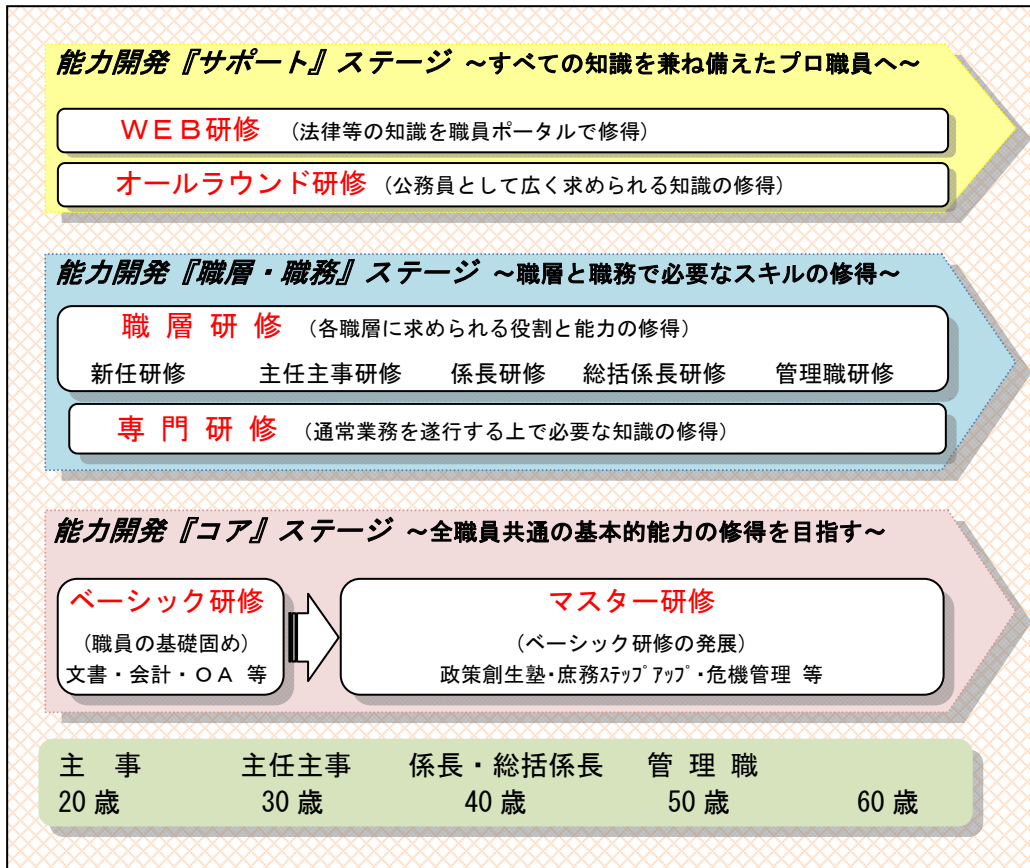 能力開発『サポート』ステージ ～すべての知識を兼ね備えたプロ職員へ～
ＷＥＢ研修 （法律等の知識を職員ポータルで修得）
オールラウンド研修 （公務員として広く求められる知識の修得）
能力開発『職層・職務』ステージ ～職層と職務で必要なスキルの修得～
職 層 研 修 （各職層に求められる役割と能力の修得）
新任研修 主任主事研修 係長研修 総括係長研修 管理職研修
専 門 研 修 （通常業務を遂行する上で必要な知識の修得）
能力開発『コア』ステージ ～全職員共通の基本的能力の修得を目指す～
ベーシック研修
（職員の基礎固め）
文書・会計・ＯＡ 等
マスター研修
（ベーシック研修の発展）
政策創生塾・庶務ｽﾃｯﾌﾟｱｯﾌﾟ・危機管理 等
主 事 主任主事 係長・総括係長 管 理 職
20 歳 30 歳 40 歳 50 歳 60 歳